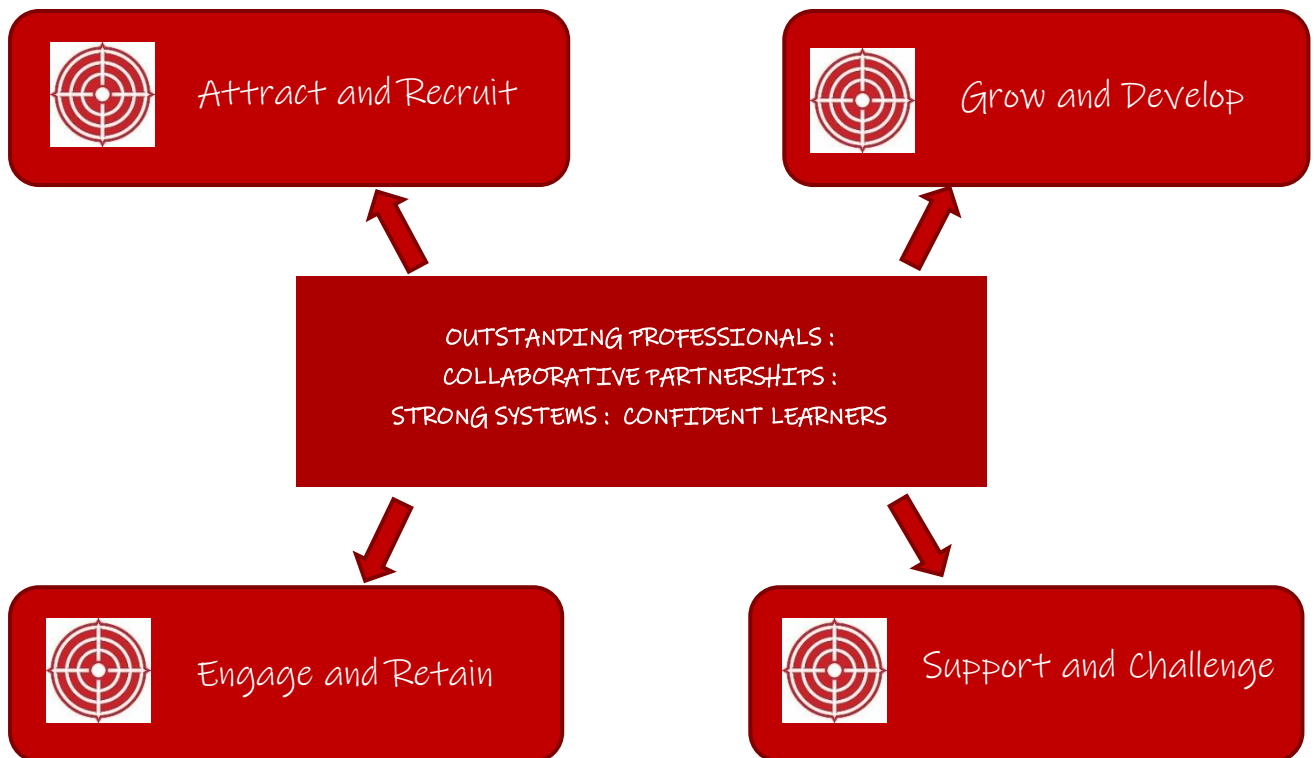 Attract and Recruit
Grow and Develop
OUTSTANDING PROFESSIONALS :
COLLABORATIVE PARTNERSHIPS :
STRONG SYSTEMS : CONFIDENT LEARNERS
Engage and Retain
Support and Challenge